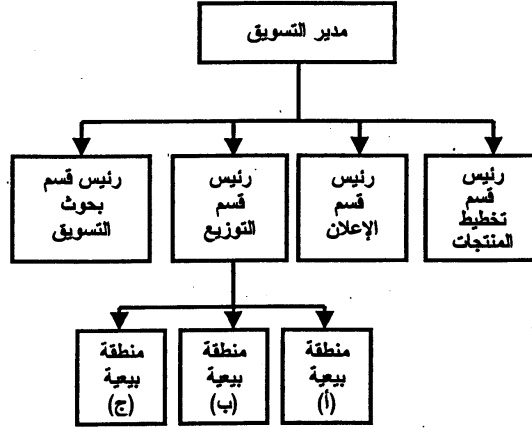 مدير التسويق
رئيس
قسم
تخطيط
المنتجات
رئيس
قسم
الإعلان
رئيس
قسم
التوزيع
رئيس قسم
بحوث
التسويق
منطقة
بيعية
(أ)
منطقة
بيعية
(ب)
منطقة
بيعية
(ج)